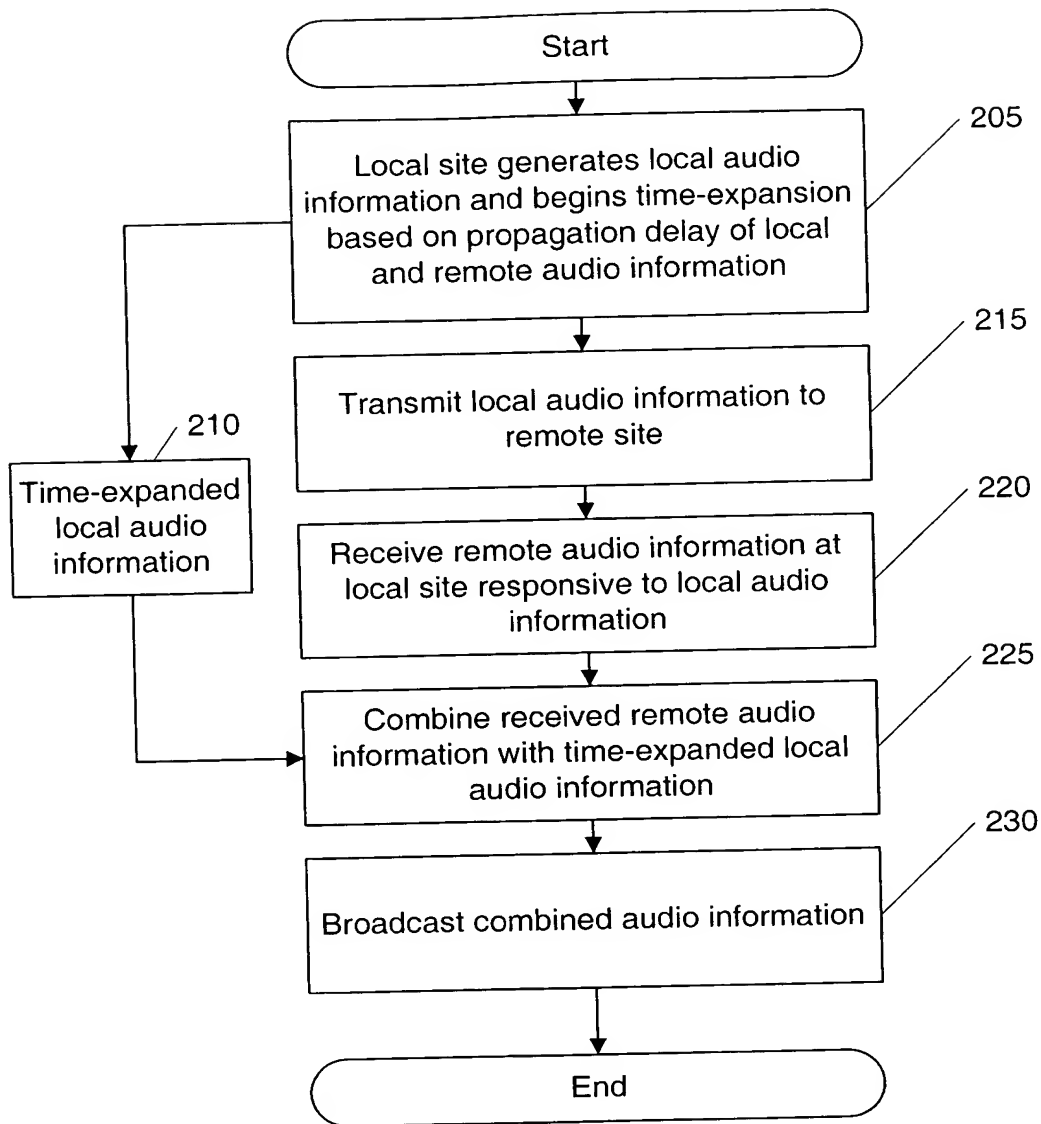 Start
205
Local site generates local audio
information and begins time-expansion
based on propagation delay of local
and remote audio information
215
Transmit local audio information to
remote site
210
Time-expanded
local audio
information
220
Receive remote audio information at
local site responsive to local audio
information
225
Combine received remote audio
information with time-expanded local
audio information
230
Broadcast combined audio information
End